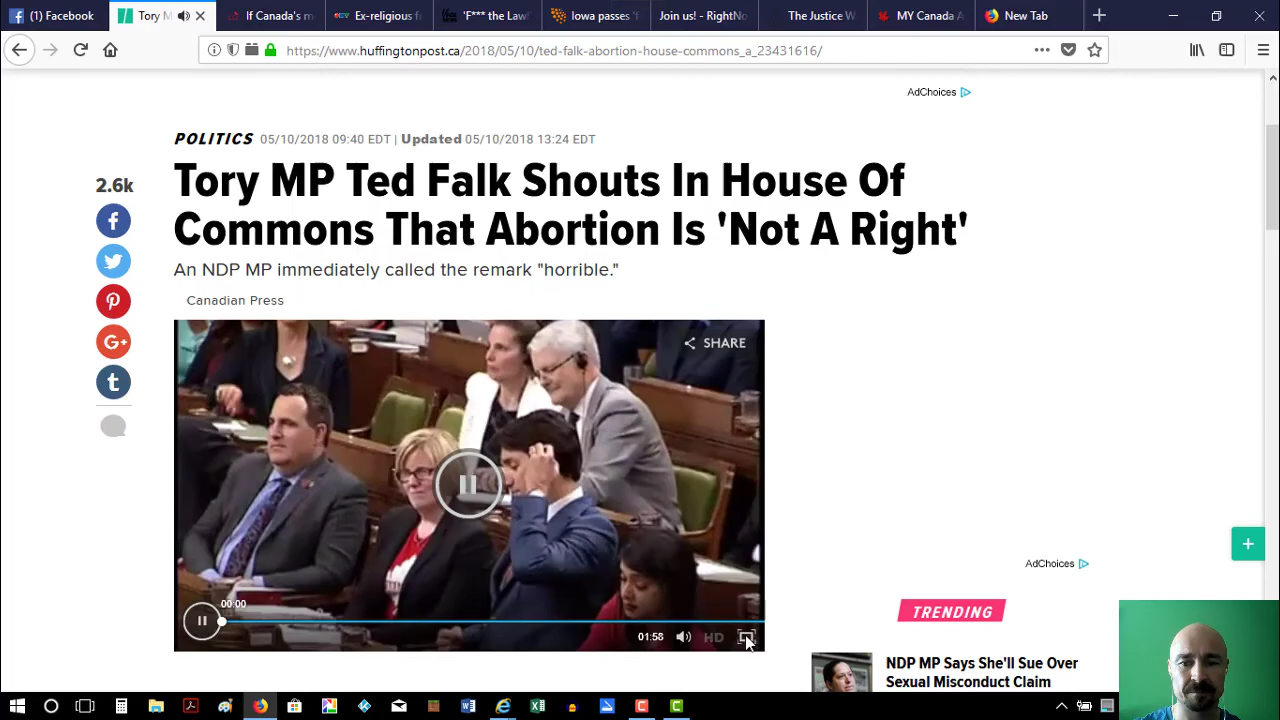 (1) Facebook
Tory M
If Canada's m
Ex-religious f
'F*** the Law!
Iowa passes '
Join us! - RightNo
The Justice W
MY Canada A
New Tab
https://www.huffingtonpost.ca/2018/05/10/ted-falk-abortion-house-commons_a_23431616/
AdChoices
POLITICS 05/10/2018 09:40 EDT | Updated 05/10/2018 13:24 EDT
2.6k
Tory MP Ted Falk Shouts In House Of
Commons That Abortion Is 'Not A Right'
An NDP MP immediately called the remark "horrible."
Canadian Press
SHARE
00:00
01:58
HD
AdChoices
TRENDING
NDP MP Says She'll Sue Over
Sexual Misconduct Claim